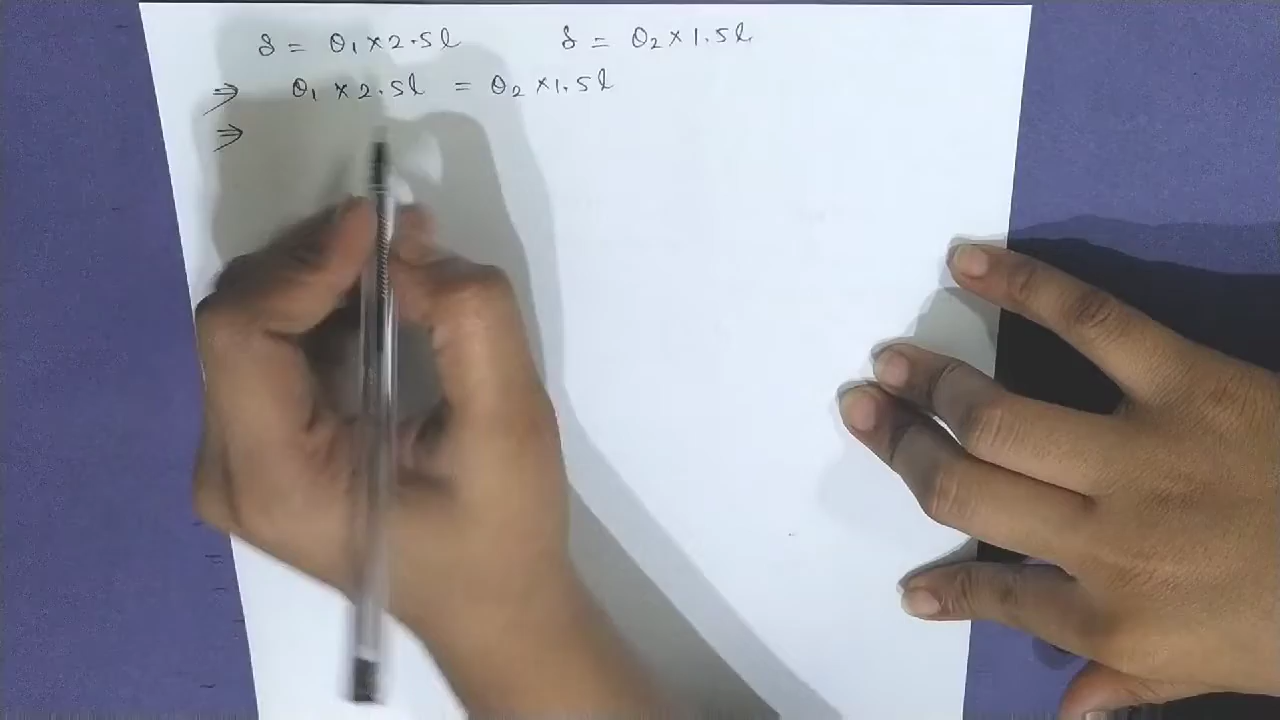 δ = θ₁ × 2.5l δ = θ₂ × 1.5l
⇒ θ₁ × 2.5l = θ₂ × 1.5l
⇒